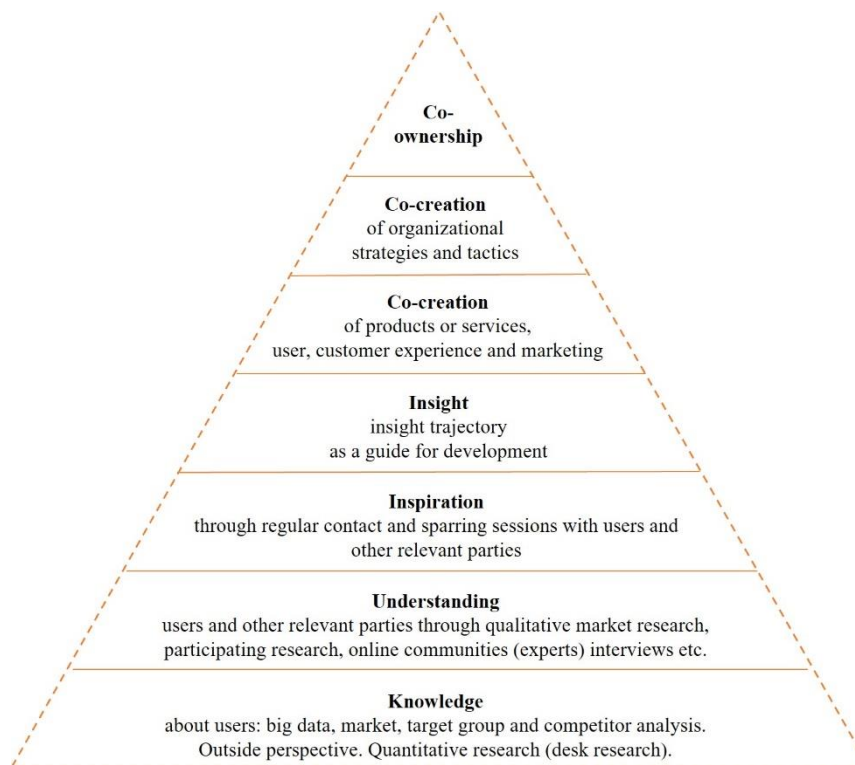 Co-
ownership
Co-creation
of organizational
strategies and tactics
Co-creation
of products or services,
user, customer experience and marketing
Insight
insight trajectory
as a guide for development
Inspiration
through regular contact and sparring sessions with users and
other relevant parties
Understanding
users and other relevant parties through qualitative market research,
participating research, online communities (experts) interviews etc.
Knowledge
about users: big data, market, target group and competitor analysis.
Outside perspective. Quantitative research (desk research).